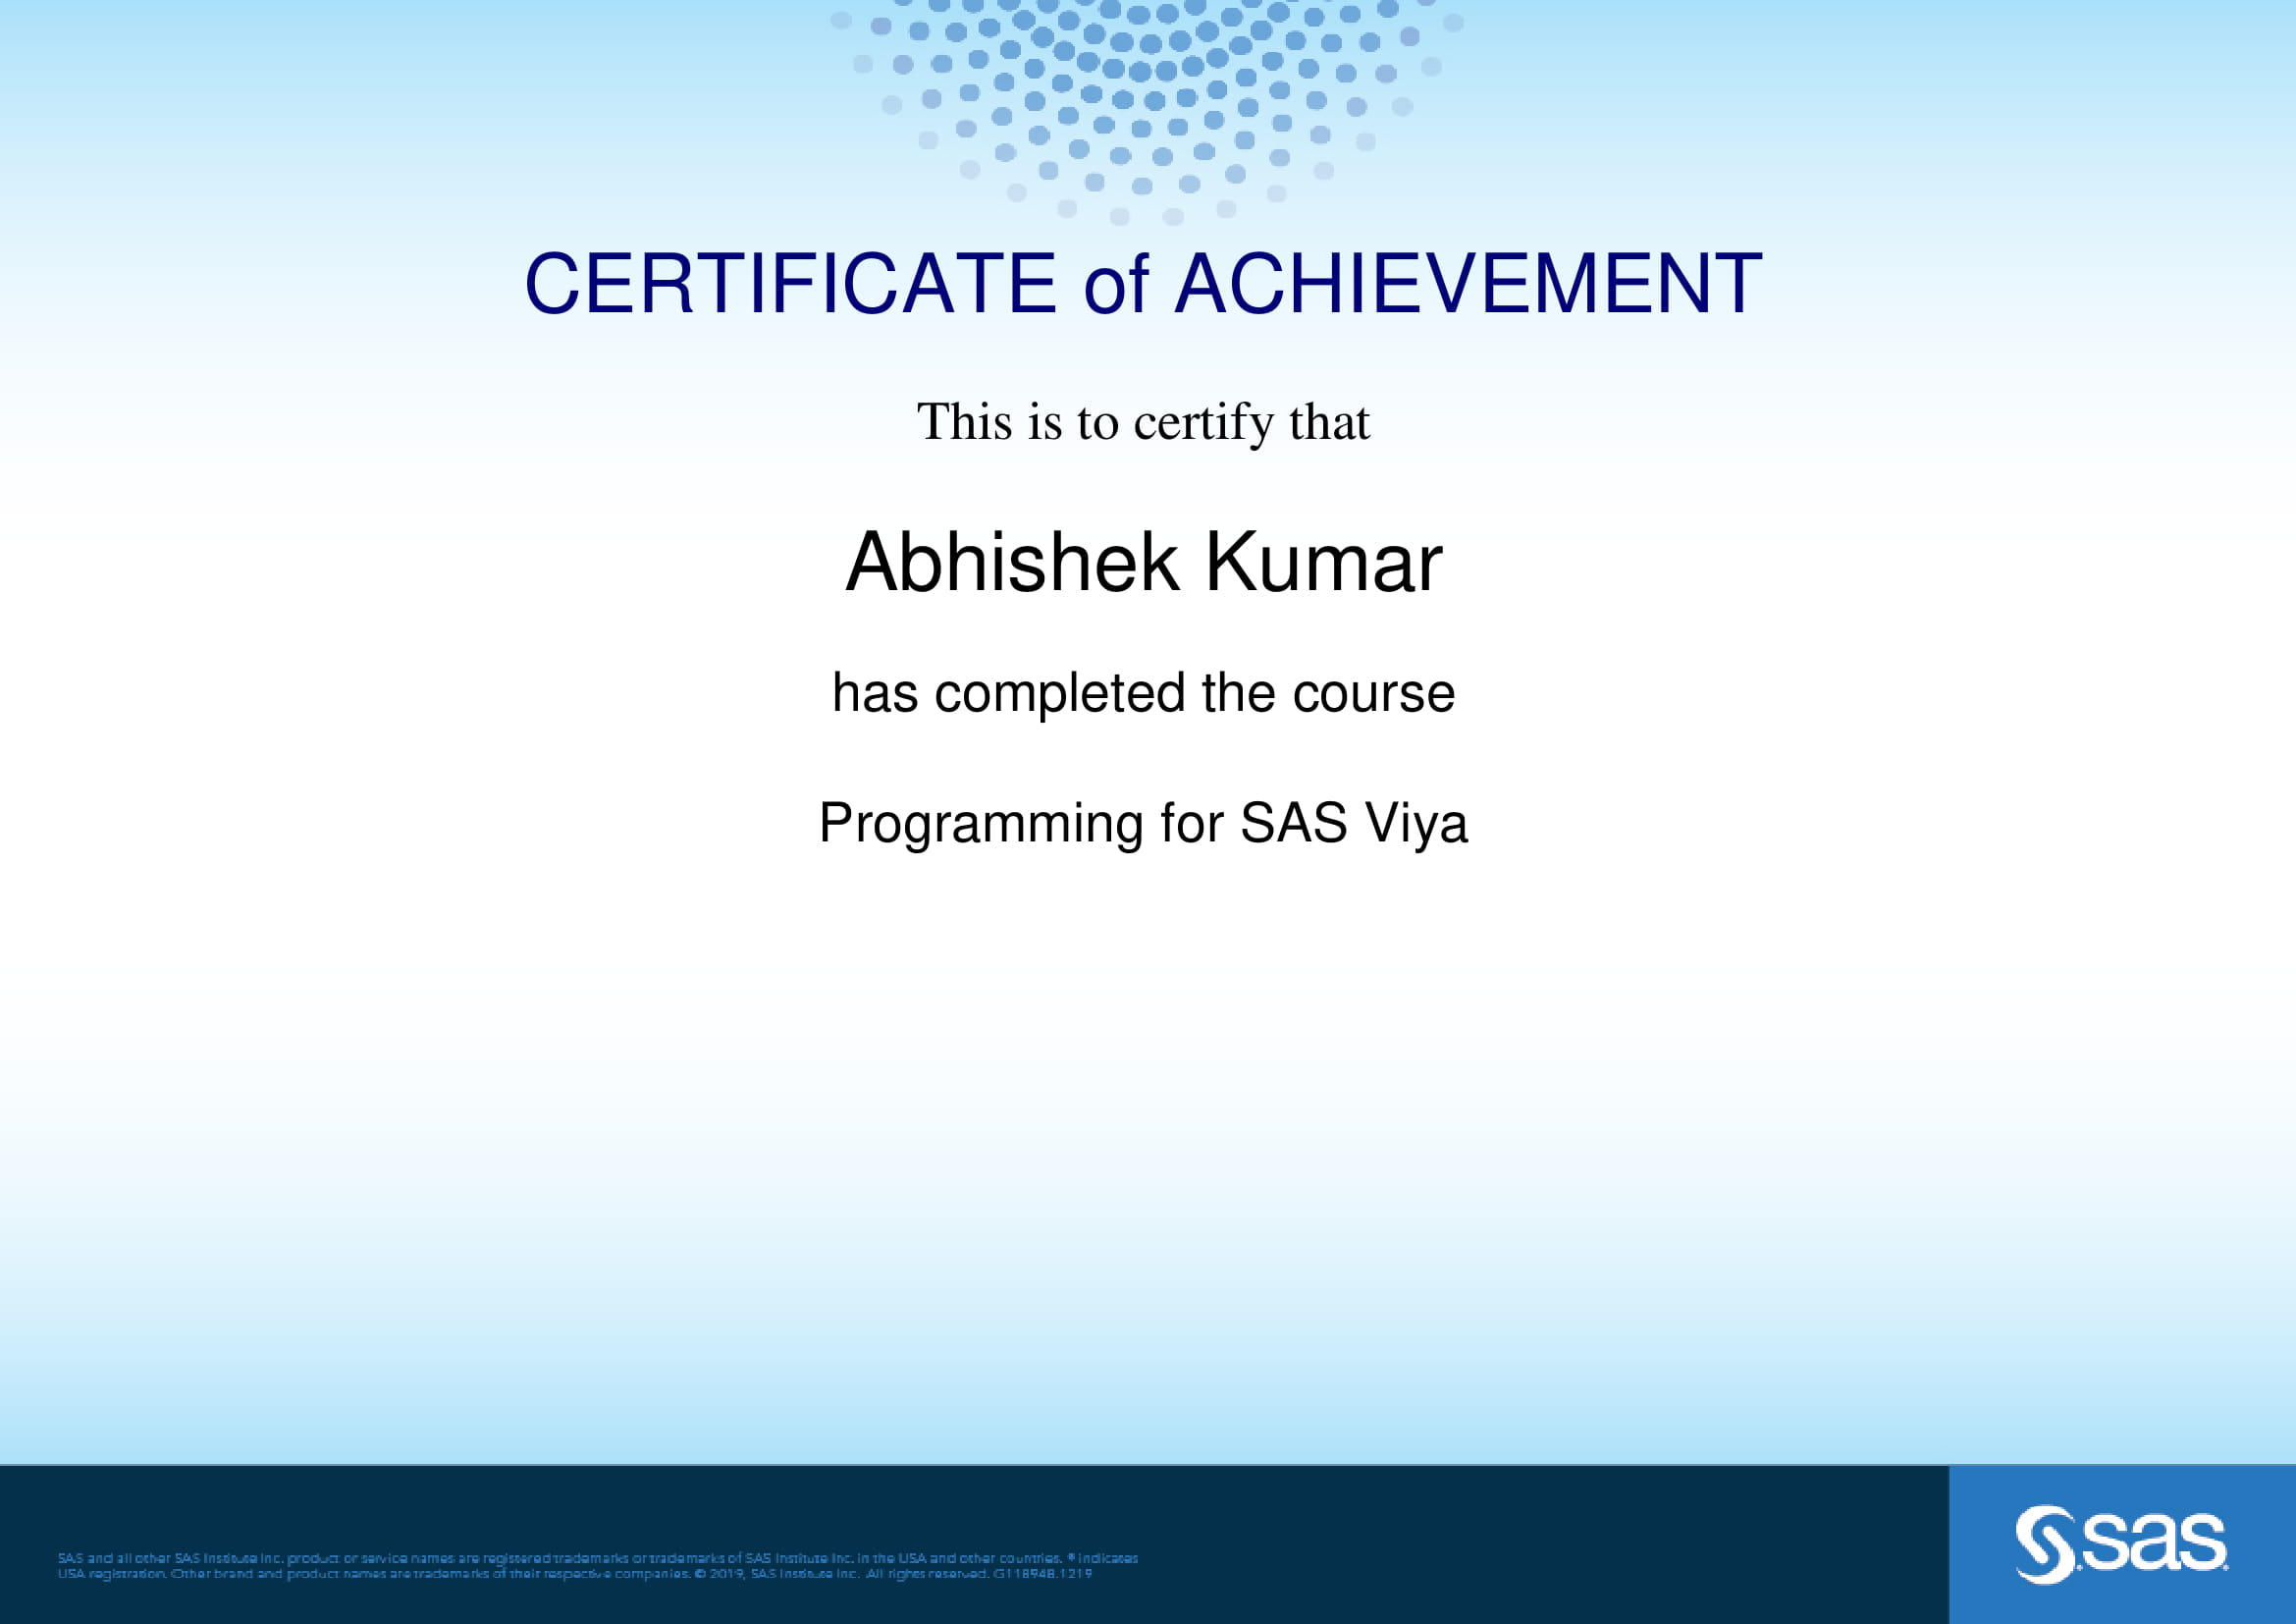 CERTIFICATE of ACHIEVEMENT
This is to certify that
Abhishek Kumar
has completed the course
Programming for SAS Viya
SAS and all other SAS Institute Inc. product or service names are registered trademarks or trademarks of SAS Institute Inc. in the USA and other countries. ® indicates
USA registration. Other brand and product names are trademarks of their respective companies. © 2019, SAS Institute Inc. All rights reserved. G118948.1219
sas